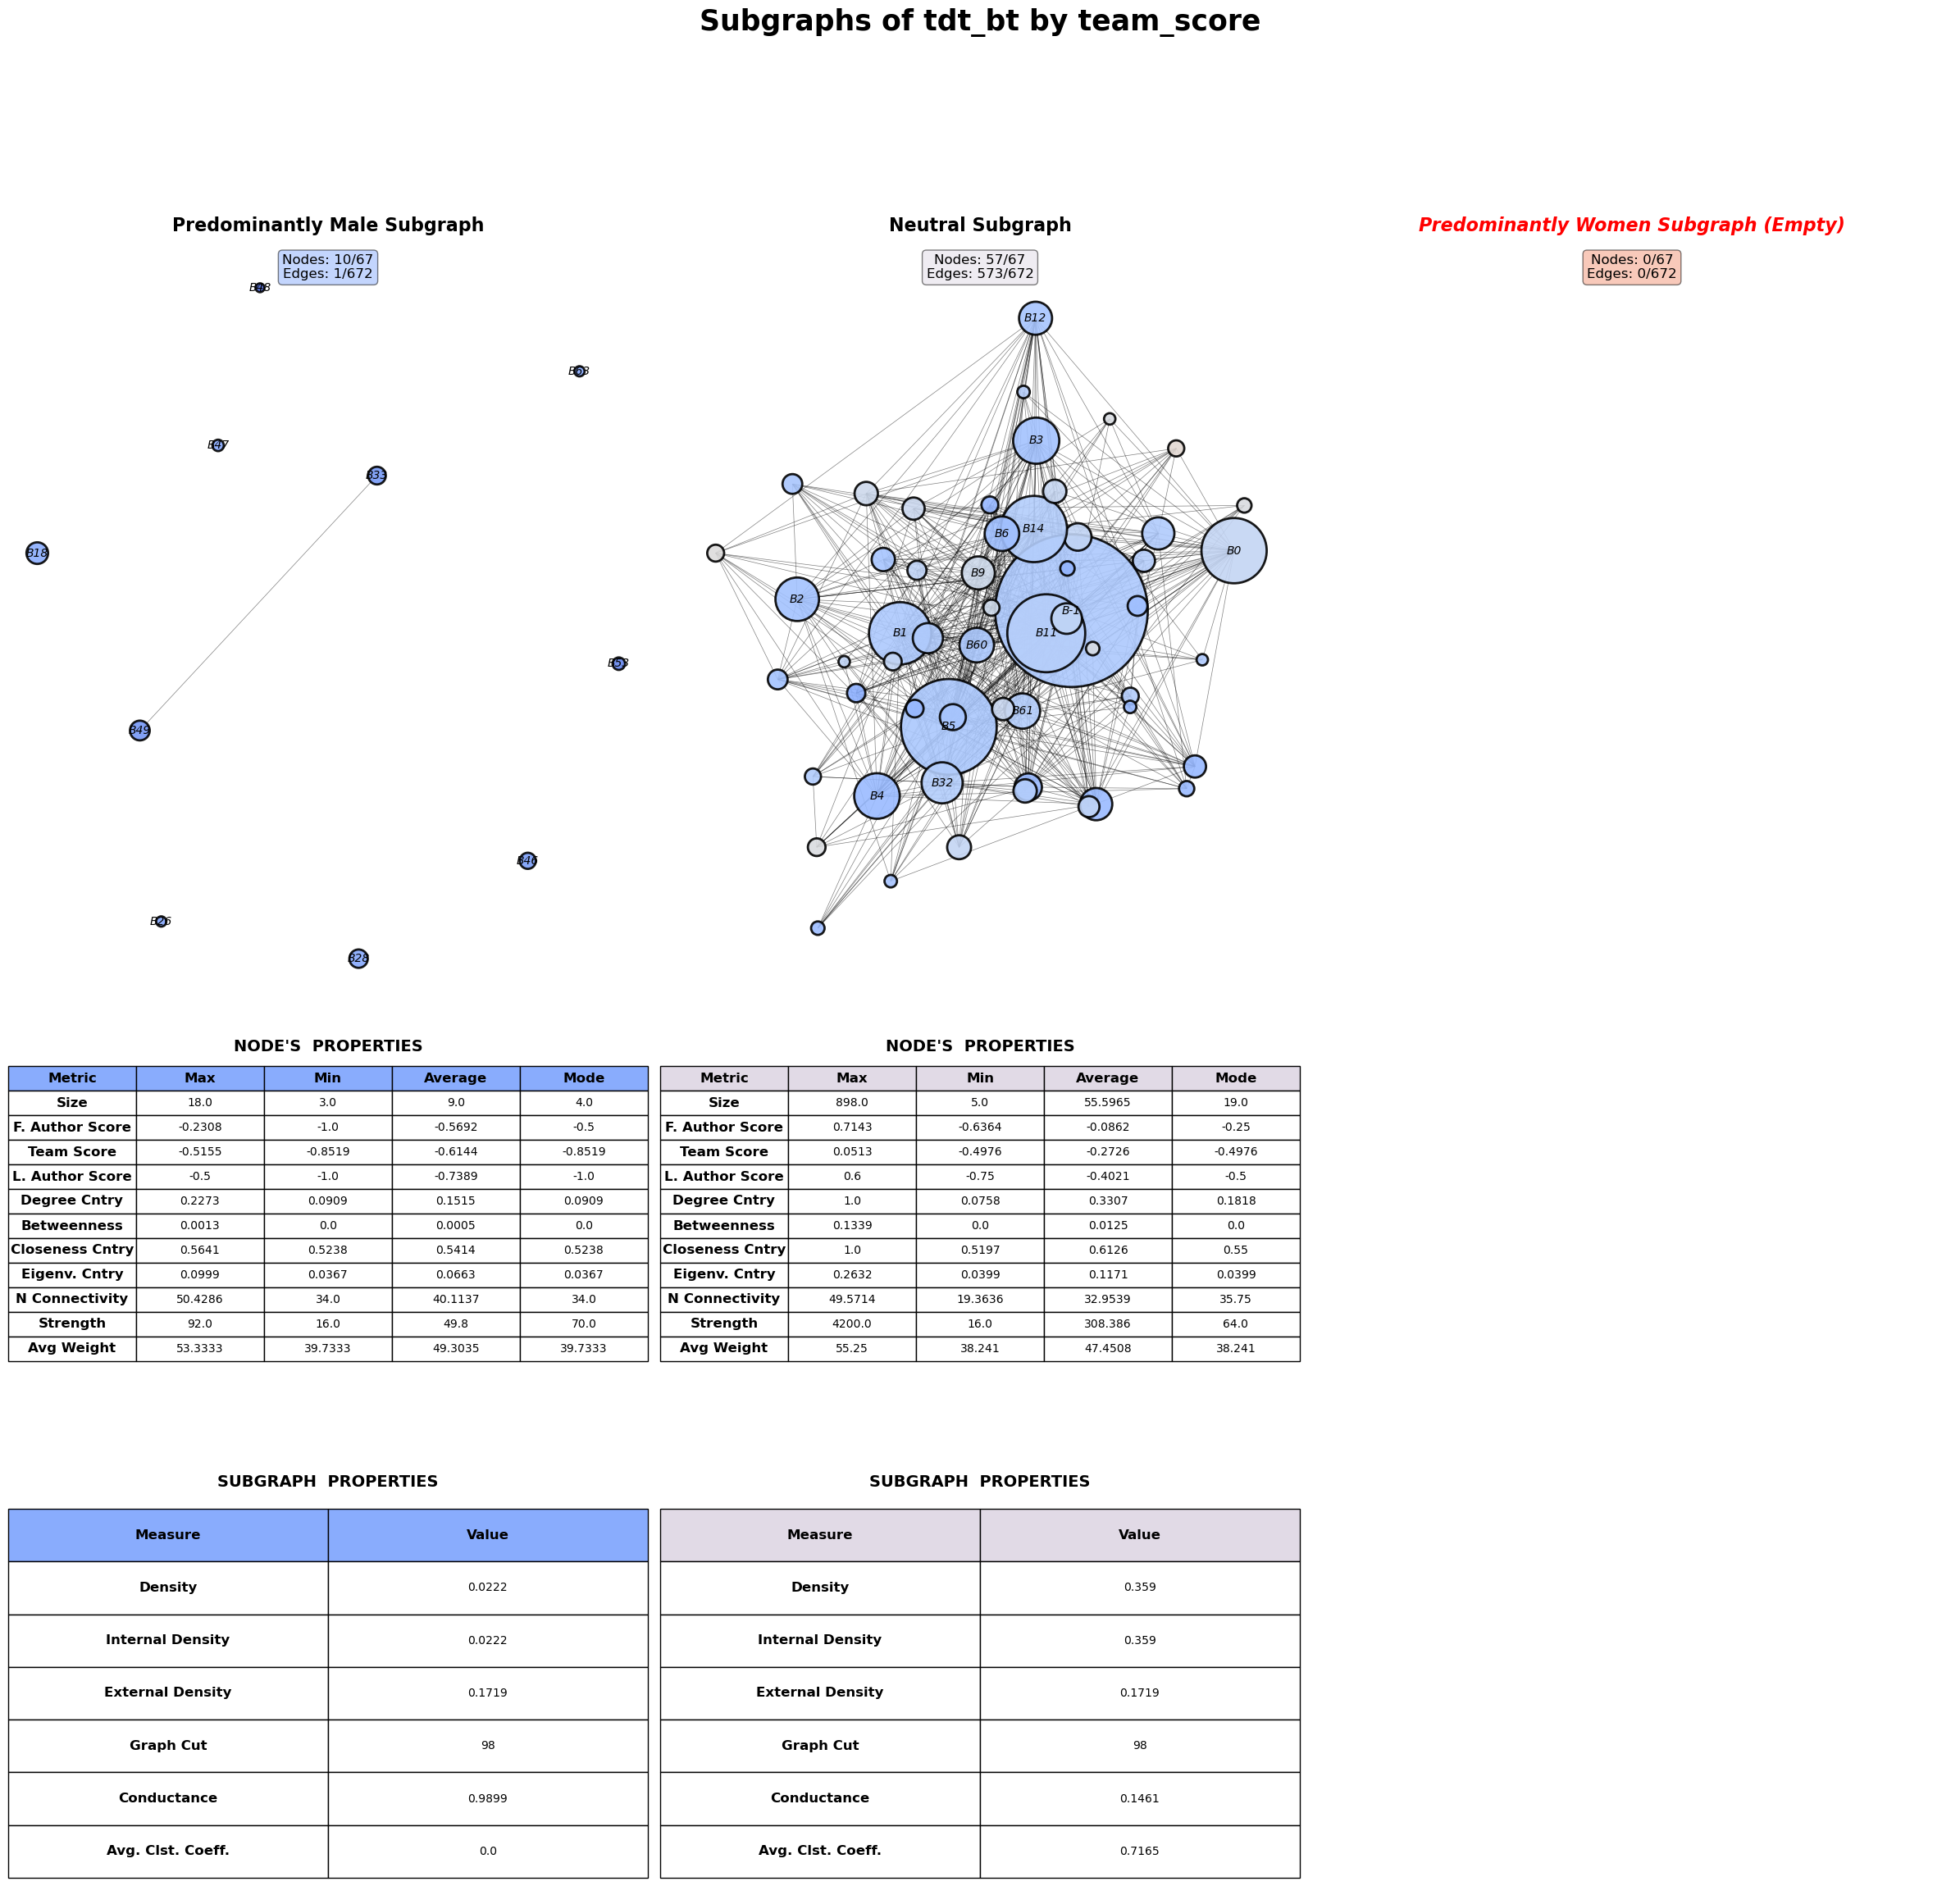 Subgraphs of tdt_bt by team_score
Predominantly Male Subgraph
Nodes: 10/67
Edges: 1/672
B48
B63
B47
B33
B18
B53
B49
B46
B26
B28
Neutral Subgraph
Nodes: 57/67
Edges: 573/672
B12
B3
B14
B6
B0
B9
B2
B-1
B1
B11
B60
B61
B5
B32
B4
Predominantly Women Subgraph (Empty)
Nodes: 0/67
Edges: 0/672
NODE'S PROPERTIES
Metric Max Min Average Mode
Size 18.0 3.0 9.0 4.0
F. Author Score -0.2308 -1.0 -0.5692 -0.5
Team Score -0.5155 -0.8519 -0.6144 -0.8519
L. Author Score -0.5 -1.0 -0.7389 -1.0
Degree Cntry 0.2273 0.0909 0.1515 0.0909
Betweenness 0.0013 0.0 0.0005 0.0
Closeness Cntry 0.5641 0.5238 0.5414 0.5238
Eigenv. Cntry 0.0999 0.0367 0.0663 0.0367
N Connectivity 50.4286 34.0 40.1137 34.0
Strength 92.0 16.0 49.8 70.0
Avg Weight 53.3333 39.7333 49.3035 39.7333
NODE'S PROPERTIES
Metric Max Min Average Mode
Size 898.0 5.0 55.5965 19.0
F. Author Score 0.7143 -0.6364 -0.0862 -0.25
Team Score 0.0513 -0.4976 -0.2726 -0.4976
L. Author Score 0.6 -0.75 -0.4021 -0.5
Degree Cntry 1.0 0.0758 0.3307 0.1818
Betweenness 0.1339 0.0 0.0125 0.0
Closeness Cntry 1.0 0.5197 0.6126 0.55
Eigenv. Cntry 0.2632 0.0399 0.1171 0.0399
N Connectivity 49.5714 19.3636 32.9539 35.75
Strength 4200.0 16.0 308.386 64.0
Avg Weight 55.25 38.241 47.4508 38.241
SUBGRAPH PROPERTIES
Measure Value
Density 0.0222
Internal Density 0.0222
External Density 0.1719
Graph Cut 98
Conductance 0.9899
Avg. Clst. Coeff. 0.0
SUBGRAPH PROPERTIES
Measure Value
Density 0.359
Internal Density 0.359
External Density 0.1719
Graph Cut 98
Conductance 0.1461
Avg. Clst. Coeff. 0.7165